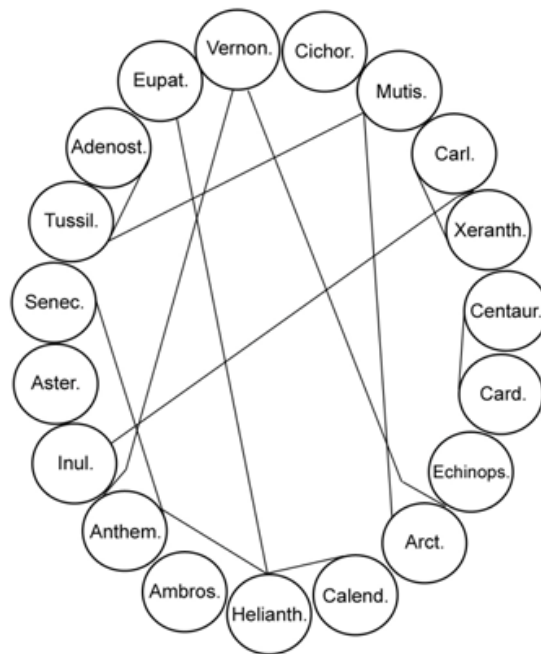 Vernon.
Cichor.
Mutis.
Carl.
Xeranth.
Centaur.
Card.
Echinops.
Arct.
Calend.
Helianth.
Ambros.
Anthem.
Inul.
Aster.
Senec.
Tussil.
Adenost.
Eupat.